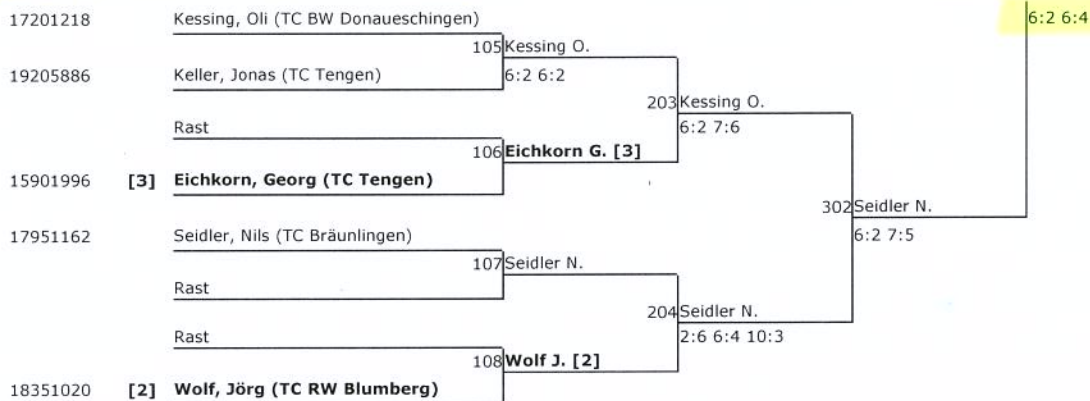 17201218 Kessing, Oli (TC BW Donaueschingen)
6:2 6:4
105 Kessing O.
19205886 Keller, Jonas (TC Tengen)
6:2 6:2
203 Kessing O.
Rast
6:2 7:6
106 Eichkorn G. [3]
15901996 [3] Eichkorn, Georg (TC Tengen)
302 Seidler N.
17951162 Seidler, Nils (TC Bräunlingen)
6:2 7:5
107 Seidler N.
Rast
204 Seidler N.
Rast
2:6 6:4 10:3
108 Wolf J. [2]
18351020 [2] Wolf, Jörg (TC RW Blumberg)